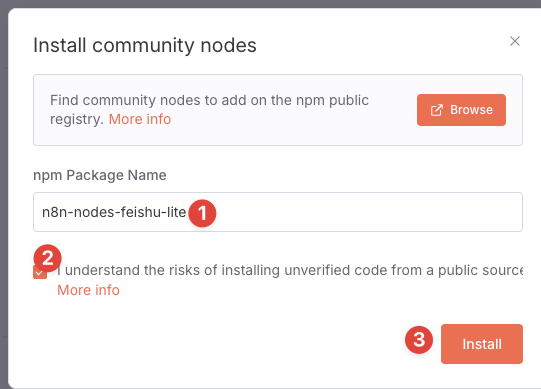 Install community nodes
Find community nodes to add on the npm public
registry. More info
Browse
npm Package Name
n8n-nodes-feishu-lite
1
2
I understand the risks of installing unverified code from a public source
More info
3
Install